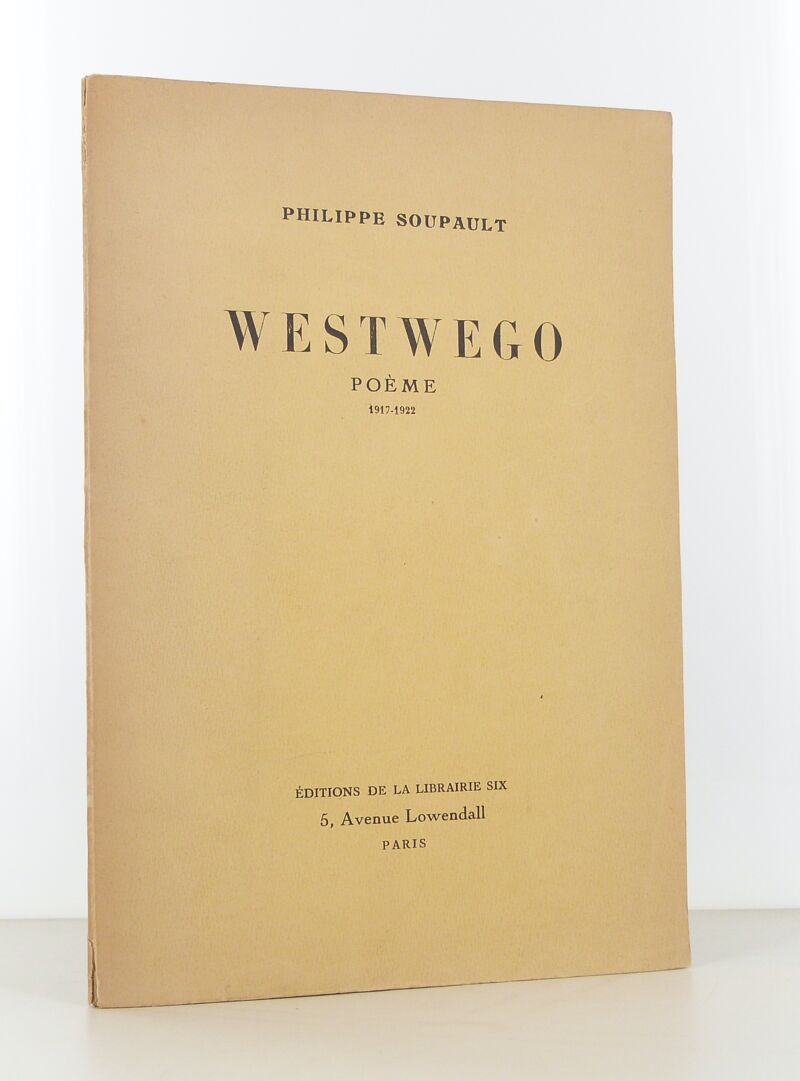 PHILIPPE SOUPAULT
WESTWEGO
POÈME
1917-1922
ÉDITIONS DE LA LIBRAIRIE SIX
5, Avenue Lowendall
PARIS